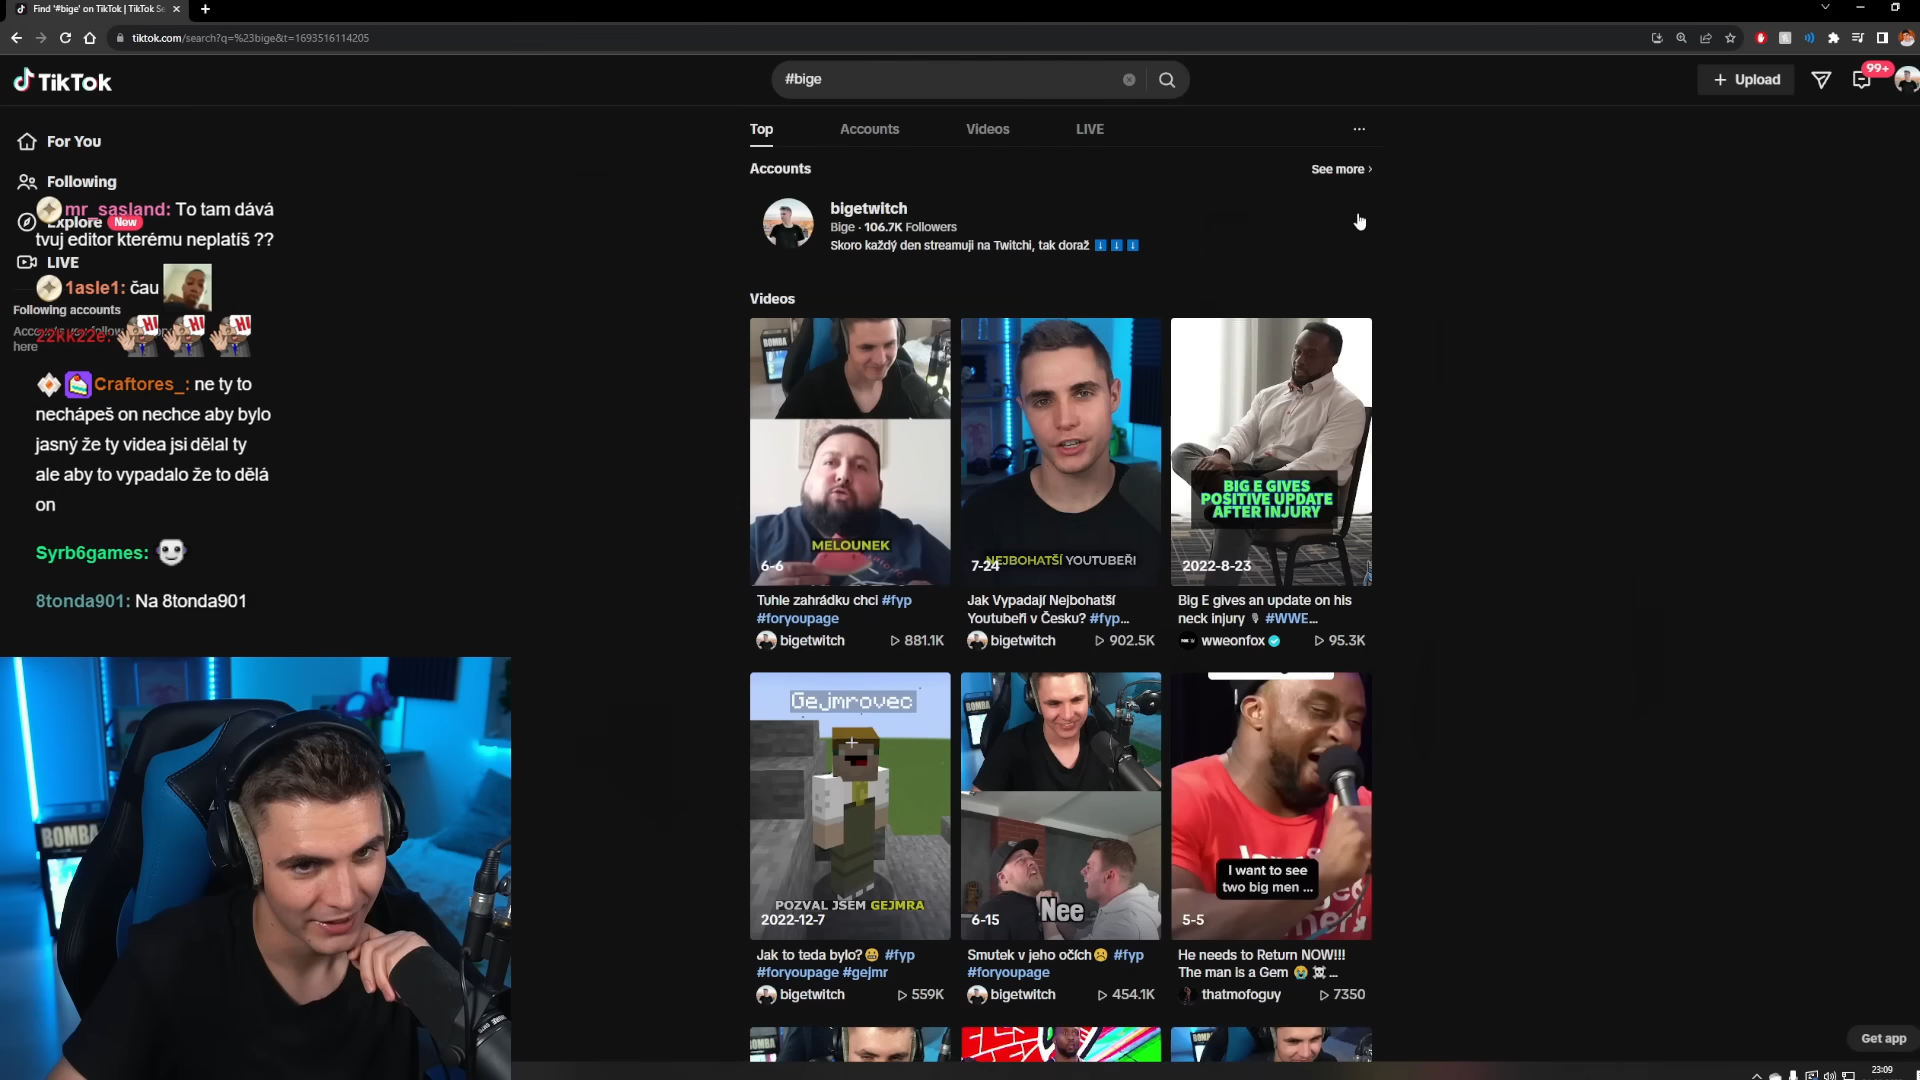 Find '#bige' on TikTok | TikTok Se
tiktok.com/search?q=%23bige&t=1693516114205
TikTok
#bige
Upload
99+
For You
Following
Explore New
LIVE
Following accounts
here
mr_sasland: To tam dává
tvuj editor kterému neplatíš ??
1asle1: čau
22kk22e: HI HI HI
Craftores_: ne ty to
nechápeš on nechce aby bylo
jasný že ty videa jsi dělal ty
ale aby to vypadalo že to dělá
on
Syrb6games:
8tonda901: Na 8tonda901
BOMBA
Top Accounts Videos LIVE ...
Accounts See more ›
bigetwitch
Bige · 106.7K Followers
Skoro každý den streamuji na Twitchi, tak doraž
Videos
BOMBA
MELOUNEK
6-6
Tuhle zahrádku chci #fyp
#foryoupage
bigetwitch 881.1K
NEJBOHATŠÍ YOUTUBEŘI
7-24
Jak Vypadají Nejbohatší
Youtubeři v Česku? #fyp...
bigetwitch 902.5K
BIG E GIVES
POSITIVE UPDATE
AFTER INJURY
2022-8-23
Big E gives an update on his
neck injury #WWE...
wweonfox 95.3K
Gejmrovec
POZVAL JSEM GEJMRA
2022-12-7
Jak to teda bylo? #fyp
#foryoupage #gejmr
bigetwitch 559K
BOMBA
Nee
6-15
Smutek v jeho očích #fyp
#foryoupage
bigetwitch 454.1K
I want to see
two big men ...
5-5
He needs to Return NOW!!!
The man is a Gem ...
thatmofoguy 7350
Get app
23:09